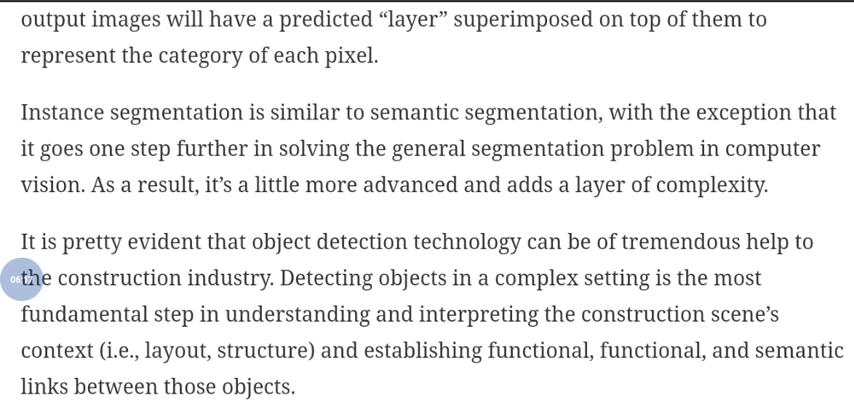 output images will have a predicted “layer” superimposed on top of them to
represent the category of each pixel.
Instance segmentation is similar to semantic segmentation, with the exception that
it goes one step further in solving the general segmentation problem in computer
vision. As a result, it’s a little more advanced and adds a layer of complexity.
It is pretty evident that object detection technology can be of tremendous help to
the construction industry. Detecting objects in a complex setting is the most
fundamental step in understanding and interpreting the construction scene’s
context (i.e., layout, structure) and establishing functional, functional, and semantic
links between those objects.